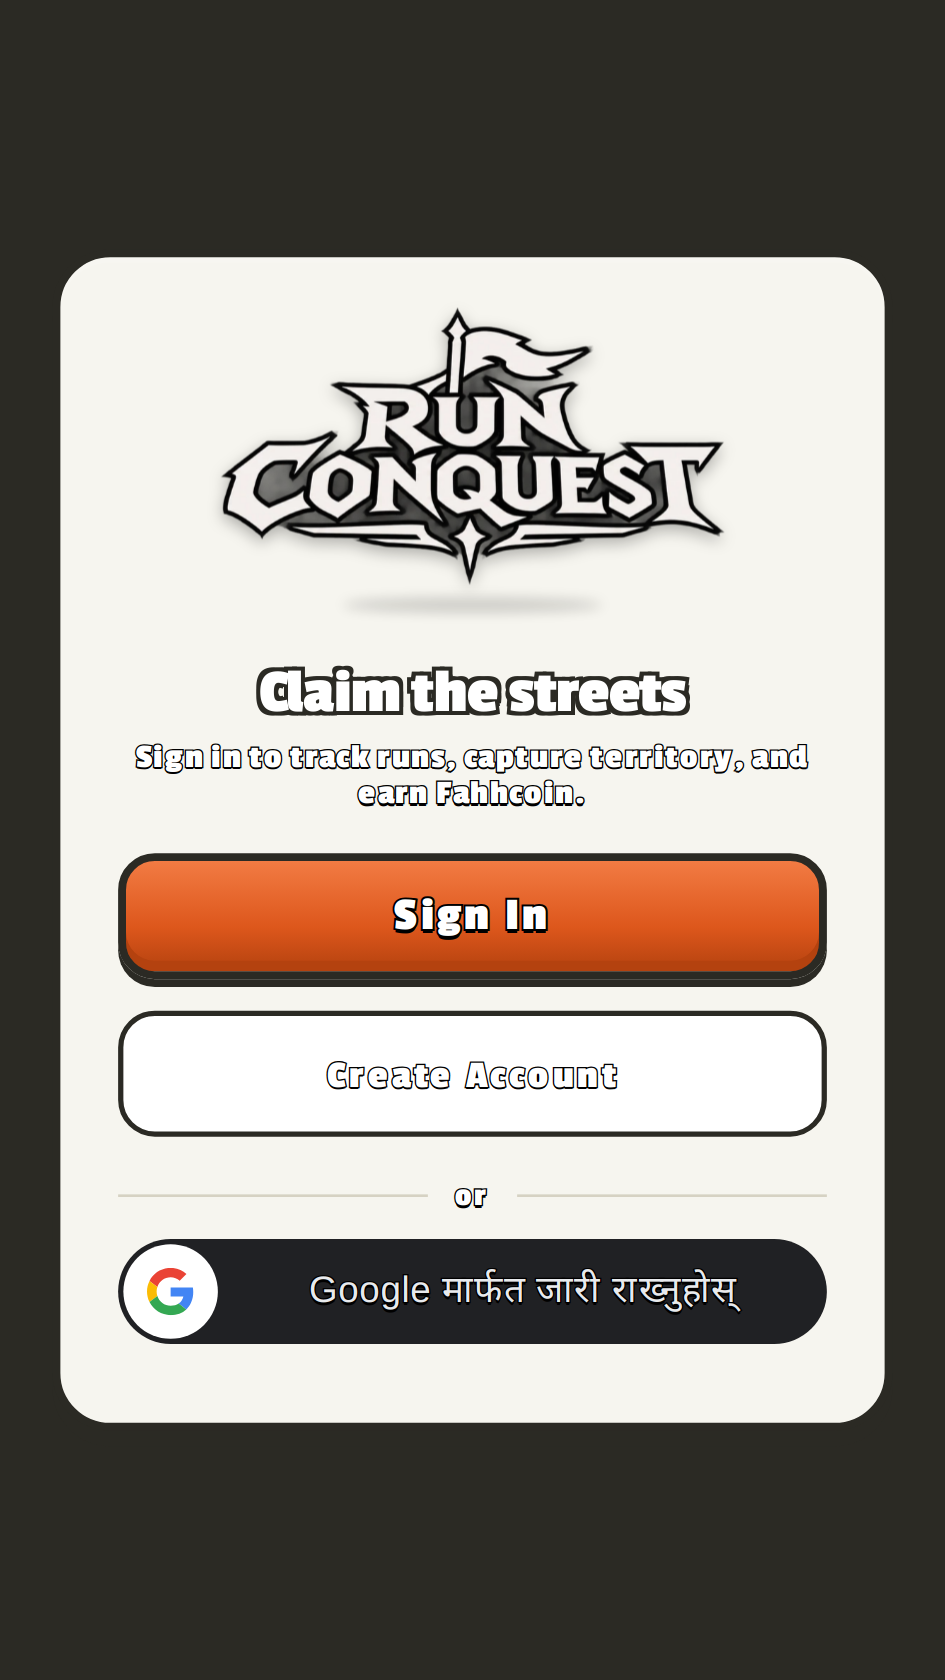 RUN
CONQUEST
Claim the streets
Sign in to track runs, capture territory, and
earn Fahhcoin.
Sign In
Create Account
or
Google मार्फत जारी राख्नुहोस्